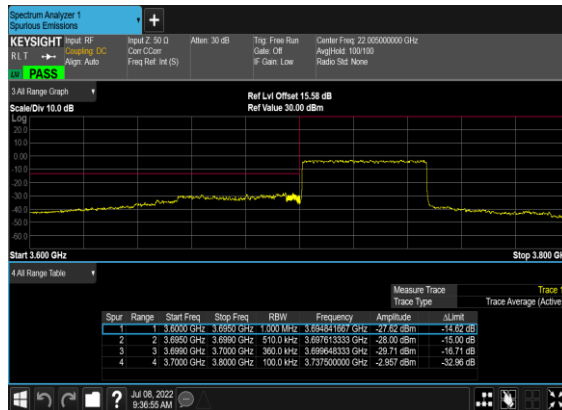 Spectrum Analyzer 1
Spurious Emissions
+
KEYSIGHT Input: RF Input Z: 50 Ω Atten: 30 dB Trig: Free Run Center Freq: 22.005000000 GHz
RLT Coupling: DC Corr CCorr Gate: Off Avg|Hold: 100/100
Align: Auto Freq Ref: Int (S) IF Gain: Low Radio Std: None
PASS
3 All Range Graph
Ref Lvl Offset 15.58 dB
Scale/Div 10.0 dB Ref Value 30.00 dBm
Log
20.0
10.0
0.00
-10.0
-20.0
-30.0
-40.0
-50.0
-60.0
Start 3.600 GHz Stop 3.800 GH
4 All Range Table
Measure Trace Trace 1
Trace Type Trace Average (Active
Spur Range Start Freq Stop Freq RBW Frequency Amplitude ΔLimit
1 1 3.6000 GHz 3.6950 GHz 1.000 MHz 3.694841667 GHz -27.62 dBm -14.62 dB
2 2 3.6950 GHz 3.6990 GHz 510.0 kHz 3.697613333 GHz -28.00 dBm -15.00 dB
3 3 3.6990 GHz 3.7000 GHz 360.0 kHz 3.699648333 GHz -29.71 dBm -16.71 dB
4 4 3.7000 GHz 3.8000 GHz 100.0 kHz 3.737500000 GHz -2.957 dBm -32.96 dB
?
Jul 08, 2022
9:36:55 AM